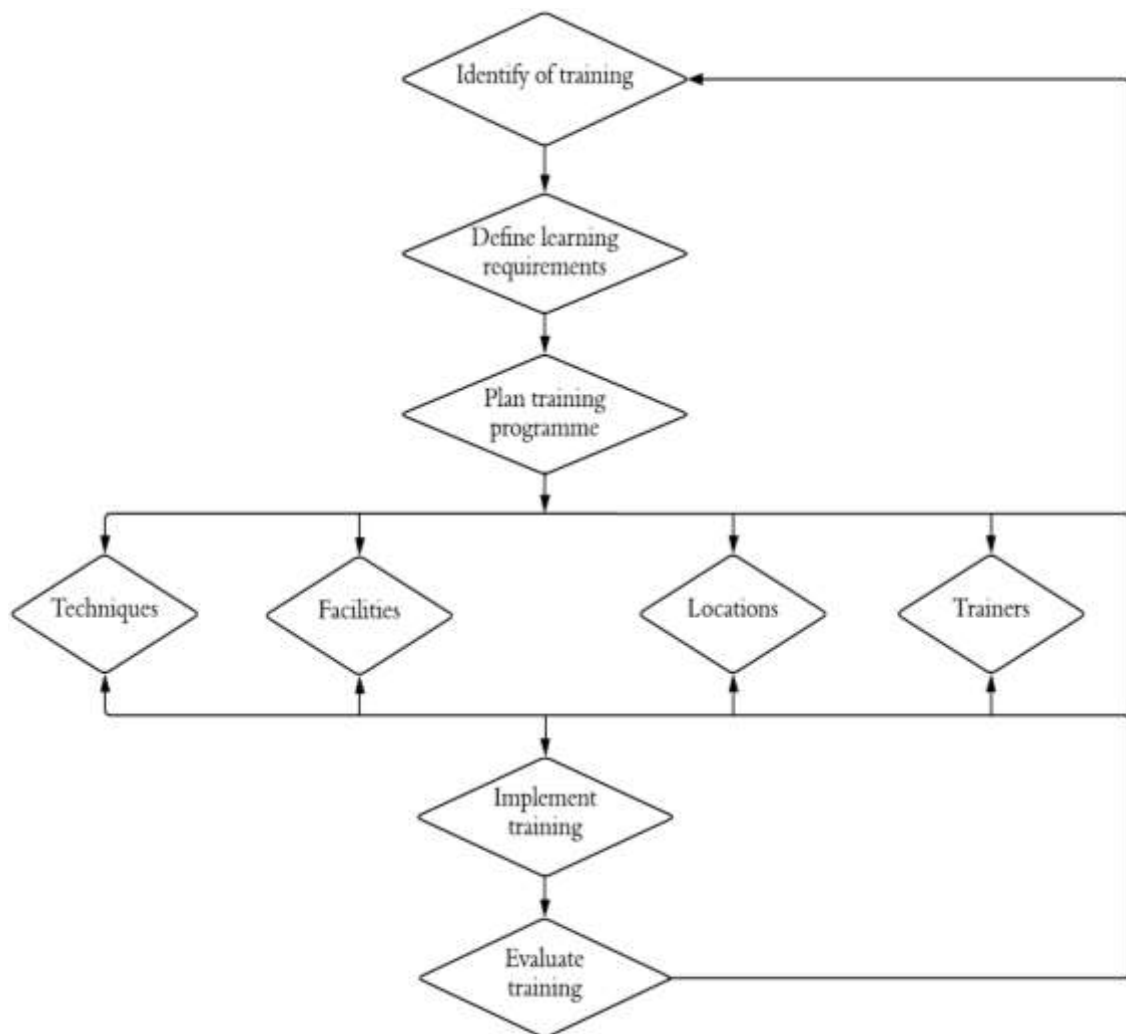 Identify of training
Define learning
requirements
Plan training
programme
Techniques
Facilities
Locations
Trainers
Implement
training
Evaluate
training